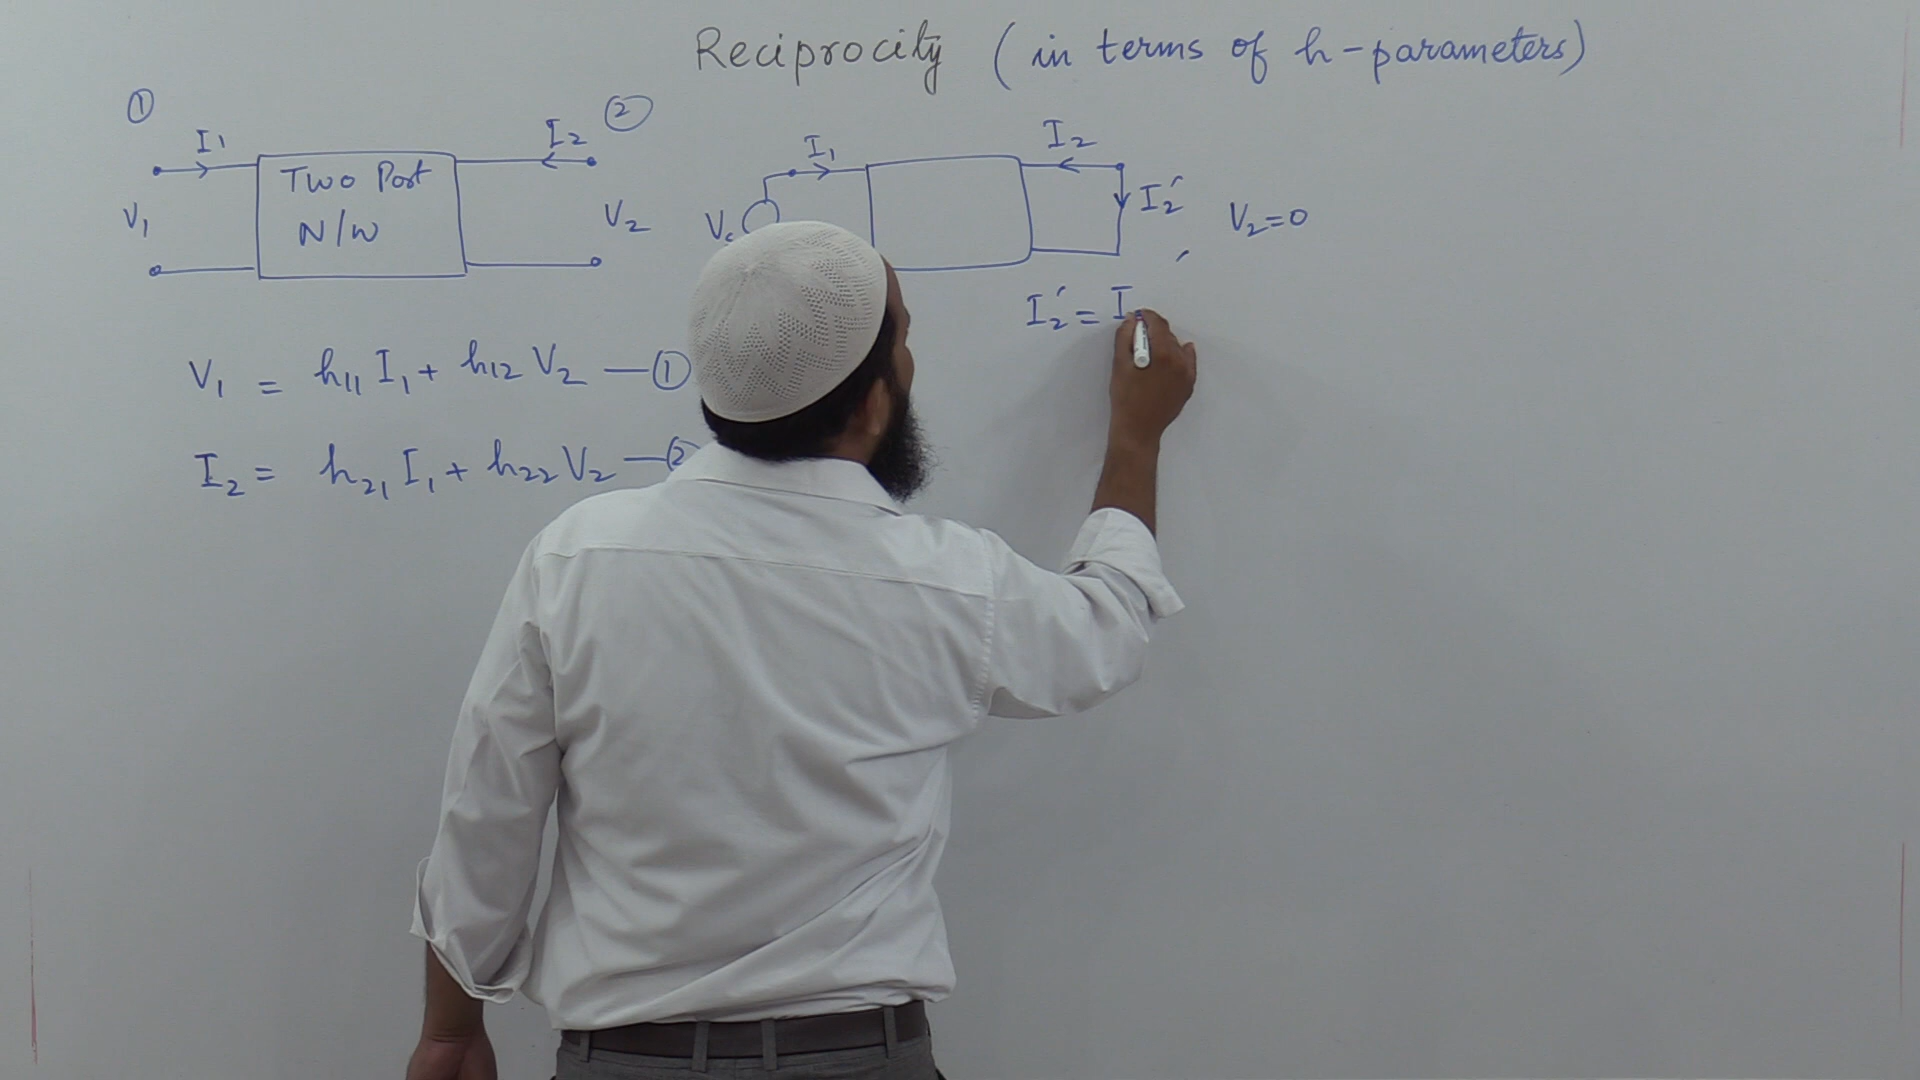 Reciprocity (in terms of h-parameters)
① ②
I₁ I₂
Two Port
N/W
V₁ V₂
I₁ I₂
I₂′
V₂=0
I₂′ = I
V₁ = h₁₁ I₁ + h₁₂ V₂ — ①
I₂ = h₂₁ I₁ + h₂₂ V₂ — ②